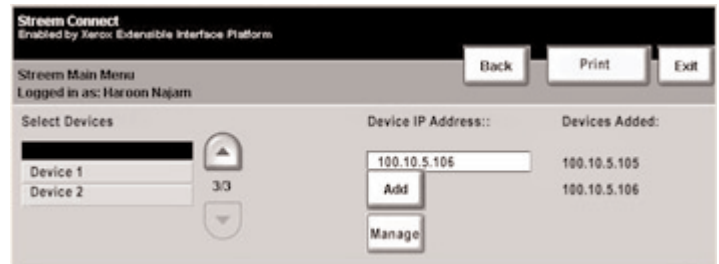 Streem Connect
Enabled by Xerox Extensible Interface Platform
Back
Print
Exit
Streem Main Menu
Logged in as: Haroon Najam
Select Devices
Device IP Address::
Devices Added:
Device 1
Device 2
3/3
100.10.5.106
Add
Manage
100.10.5.105
100.10.5.106